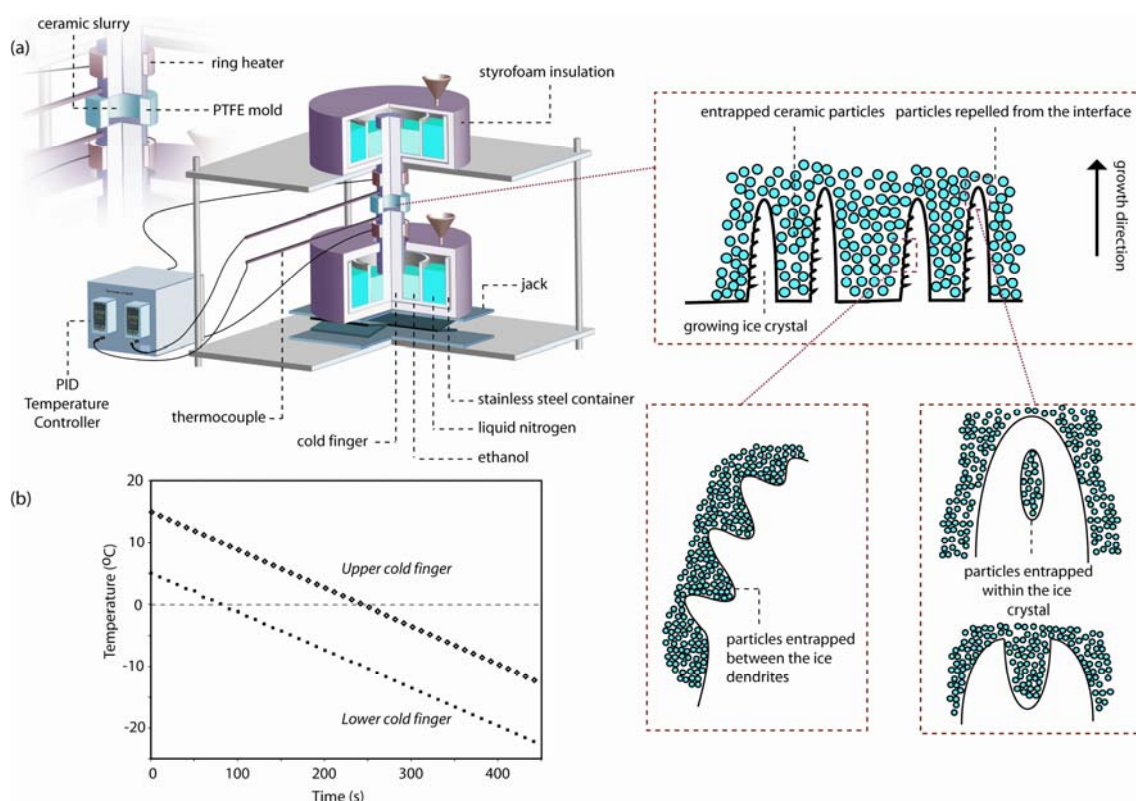 (a)
ceramic slurry
ring heater
PTFE mold
styrofoam insulation
jack
PID
Temperature
Controller
thermocouple
cold finger
ethanol
liquid nitrogen
stainless steel container
entrapped ceramic particles
particles repelled from the interface
growth direction
growing ice crystal
particles entrapped
between the ice
dendrites
particles entrapped
within the ice
crystal
(b)
Temperature (ºC)
20
10
0
-10
-20
Upper cold finger
Lower cold finger
0
100
200
300
400
Time (s)